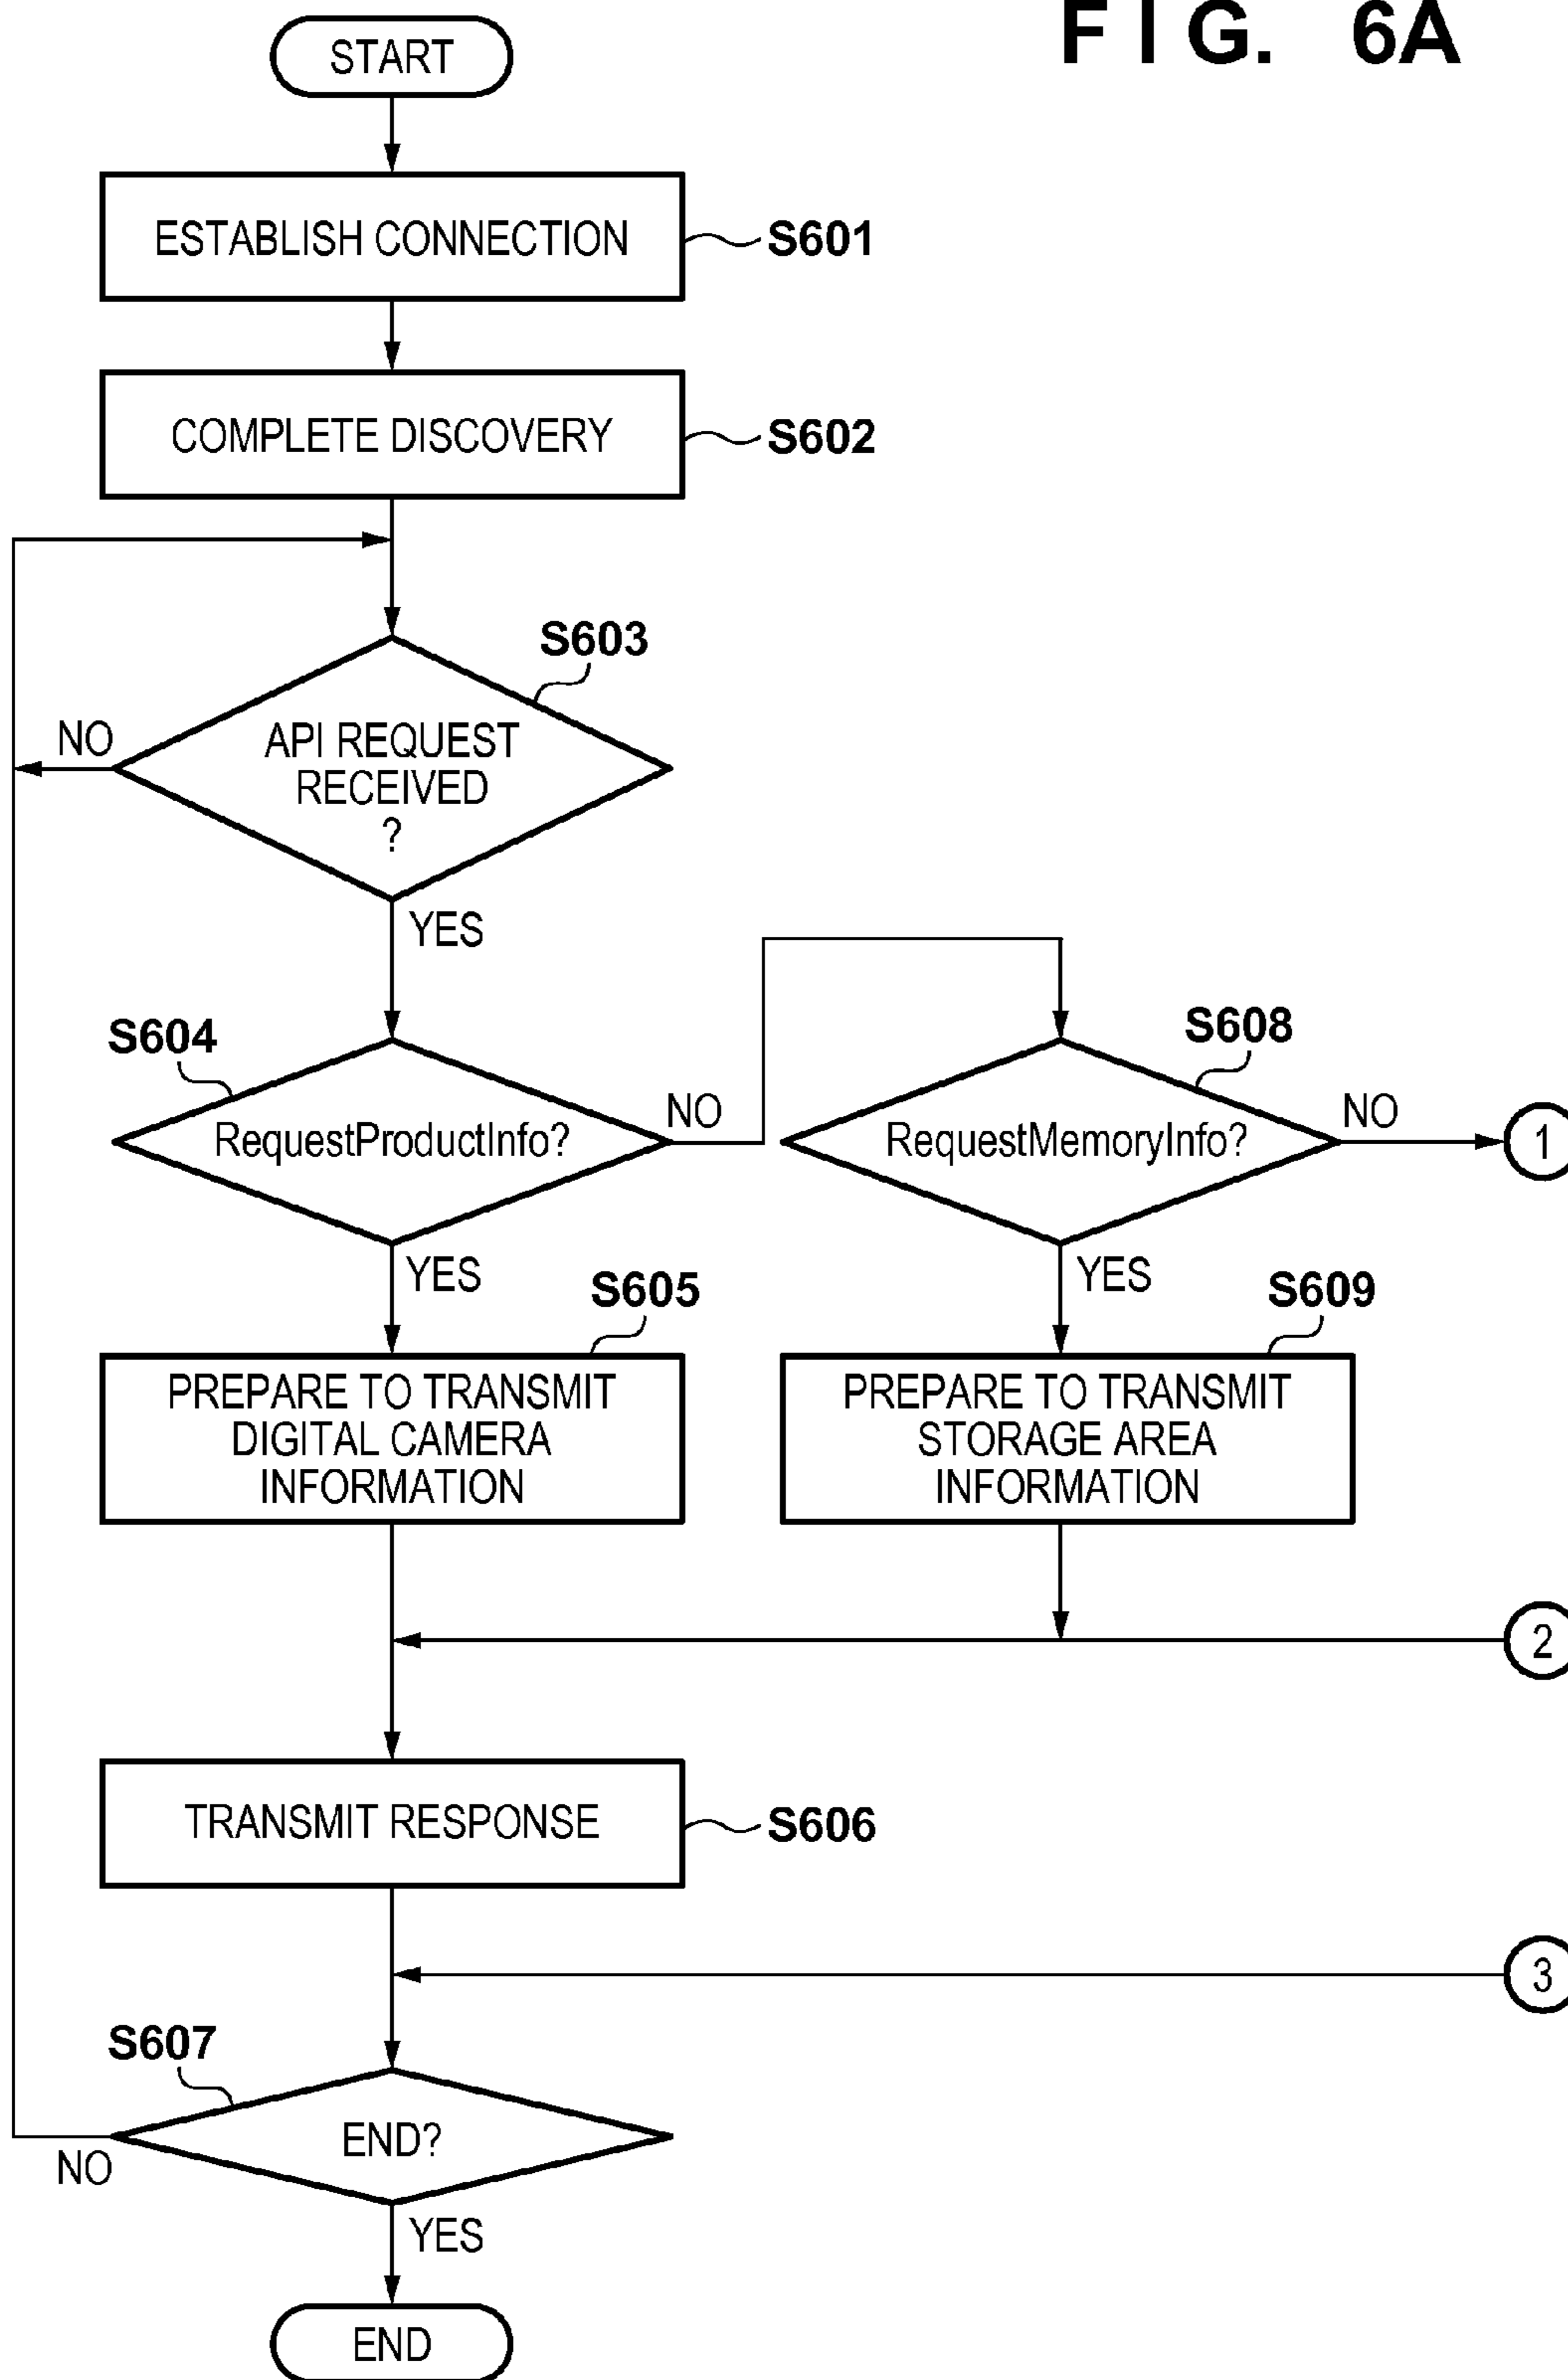 FIG. 6A
START
ESTABLISH CONNECTION
S601
COMPLETE DISCOVERY
S602
S603
NO
API REQUEST
RECEIVED
?
YES
S604
RequestProductInfo?
NO
S608
RequestMemoryInfo?
NO
1
YES
S605
PREPARE TO TRANSMIT
DIGITAL CAMERA
INFORMATION
YES
S609
PREPARE TO TRANSMIT
STORAGE AREA
INFORMATION
2
TRANSMIT RESPONSE
S606
3
S607
END?
NO
YES
END